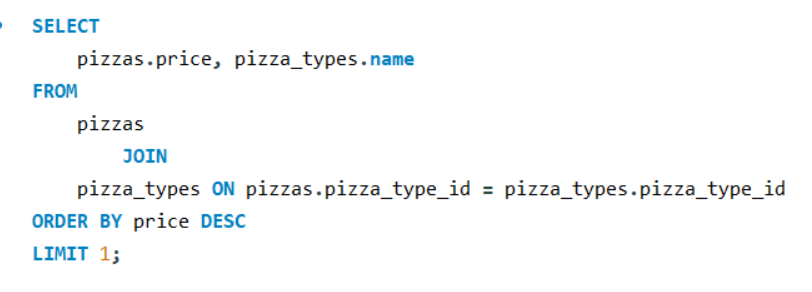 SELECT
pizzas.price, pizza_types.name
FROM
pizzas
JOIN
pizza_types ON pizzas.pizza_type_id = pizza_types.pizza_type_id
ORDER BY price DESC
LIMIT 1;